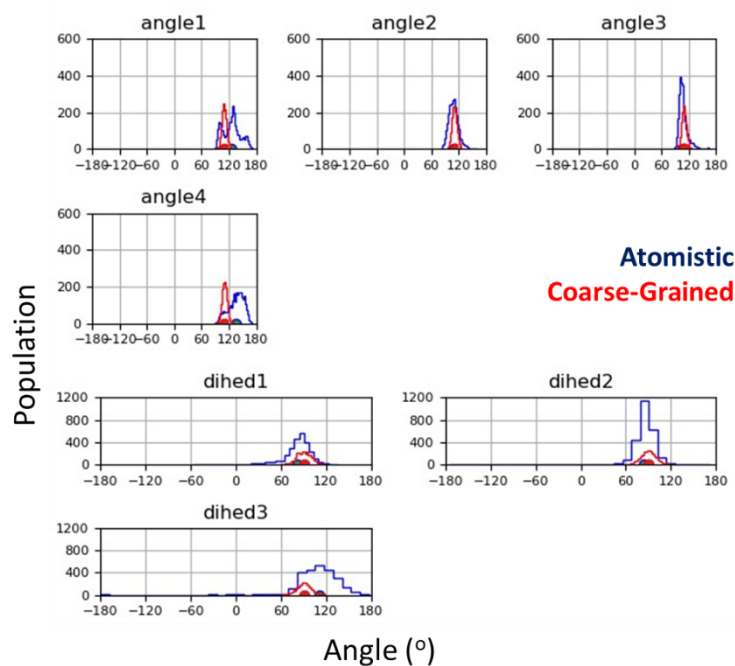 angle1 angle2 angle3
600 600 600
400 400 400
200 200 200
0 0 0
−180−120−60 0 60 120 180 −180−120−60 0 60 120 180 −180−120−60 0 60 120 180
angle4
600
400
200
0
−180−120−60 0 60 120 180
Atomistic
Coarse-Grained
Population
dihed1 dihed2
1200 1200
800 800
400 400
0 0
−180 −120 −60 0 60 120 180 −180 −120 −60 0 60 120 180
dihed3
1200
800
400
0
−180 −120 −60 0 60 120 180
Angle (°)